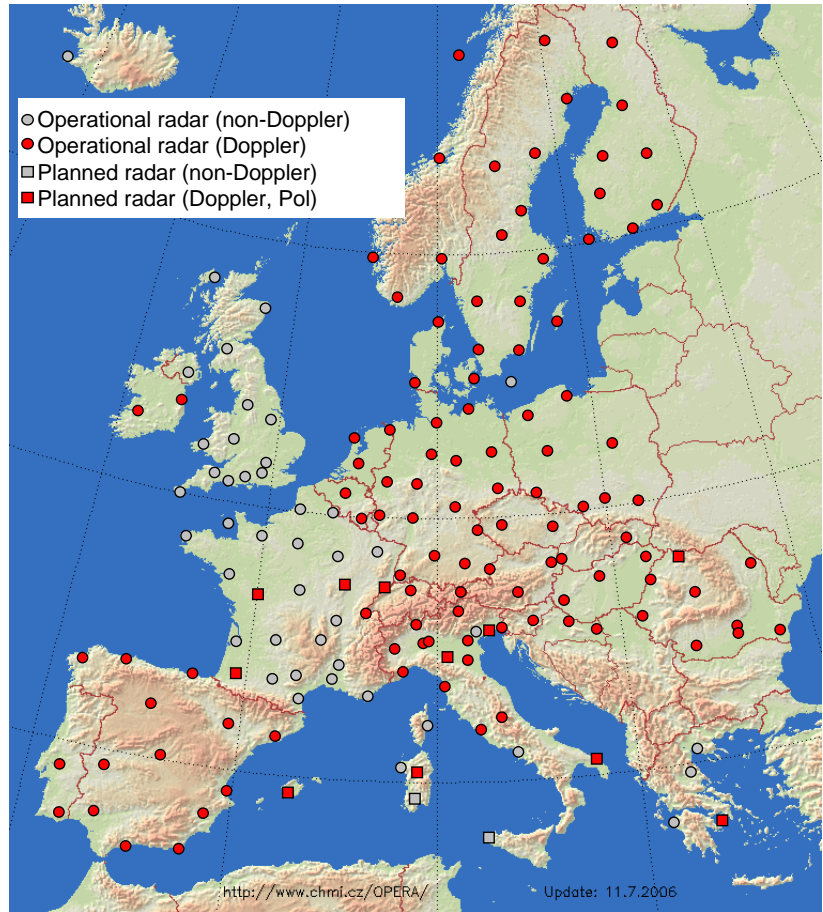 Operational radar (non-Doppler)
Operational radar (Doppler)
Planned radar (non-Doppler)
Planned radar (Doppler, Pol)
http://www.chmi.cz/OPERA/ Update: 11.7.2006